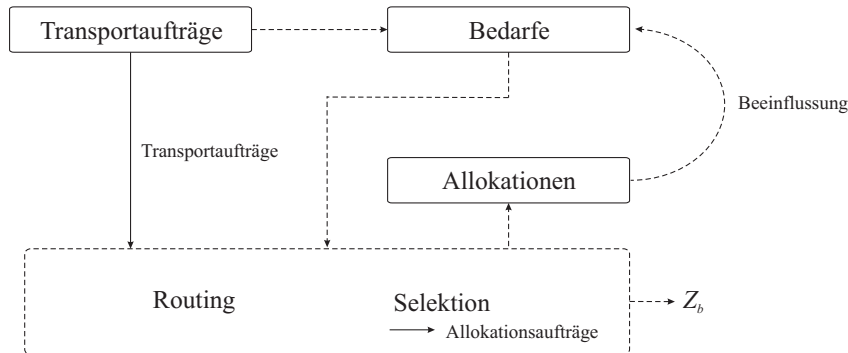 Transportaufträge
Bedarfe
Beeinflussung
Transportaufträge
Allokationen
Routing
Selektion
Z_b
Allokationsaufträge